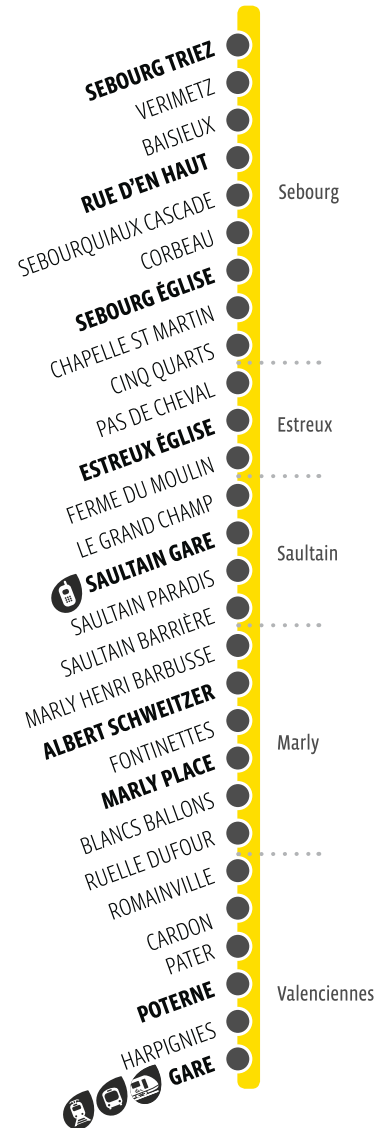 SEBOURG TRIEZ
VERIMETZ
BAISIEUX
RUE D'EN HAUT
SEBOURQUIAUX CASCADE
Sebourg
CORBEAU
SEBOURG ÉGLISE
CHAPELLE ST MARTIN
CINQ QUARTS
PAS DE CHEVAL
ESTREUX ÉGLISE
Estreux
FERME DU MOULIN
LE GRAND CHAMP
SAULTAIN GARE
Saultain
SAULTAIN PARADIS
SAULTAIN BARRIÈRE
MARLY HENRI BARBUSSE
ALBERT SCHWEITZER
FONTINETTES
Marly
MARLY PLACE
BLANCS BALLONS
RUELLE DUFOUR
ROMAINVILLE
CARDON
PATER
POTERNE
Valenciennes
HARPIGNIES
GARE